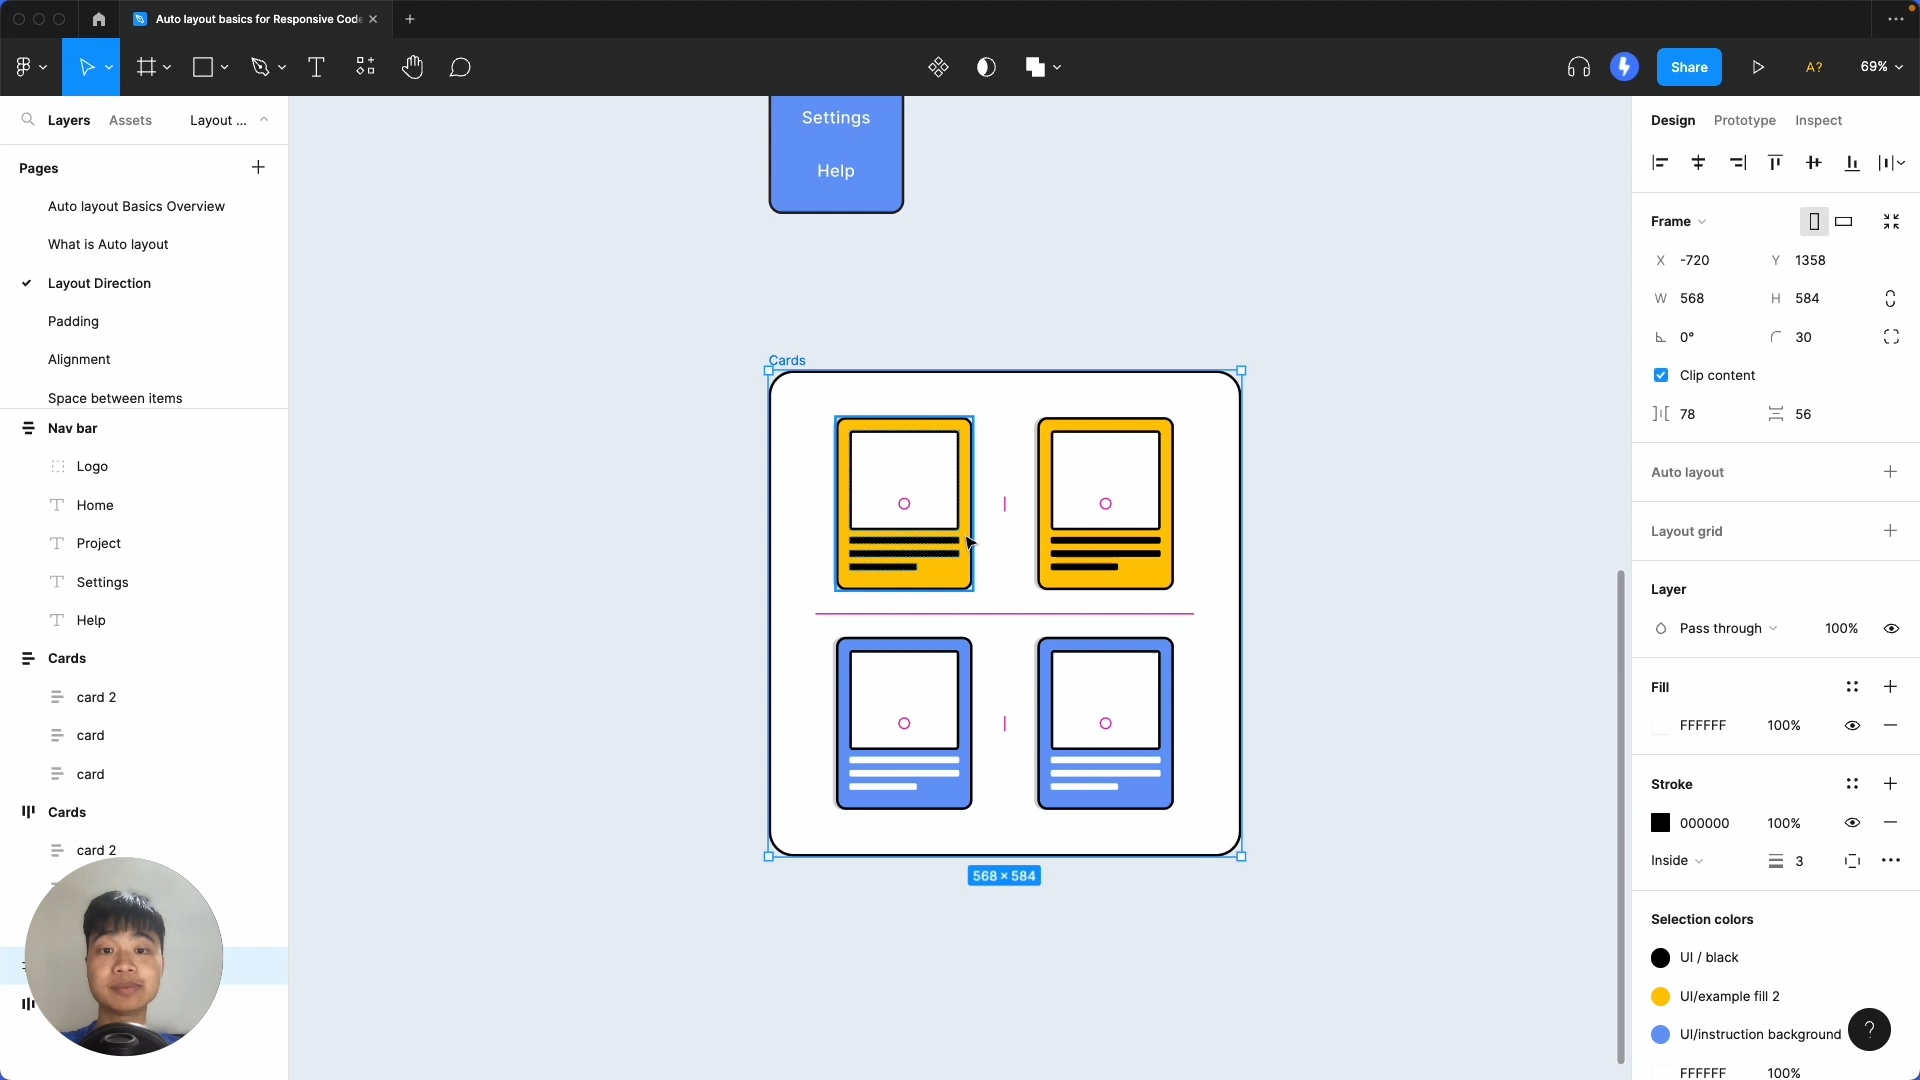 Auto layout basics for Responsive Code
A?
Share
69%
Layers
Assets
Layout ...
Pages
Auto layout Basics Overview
What is Auto layout
Layout Direction
Padding
Alignment
Space between items
Nav bar
Logo
Home
Project
Settings
Help
Cards
card 2
card
card
Cards
card 2
Settings
Help
Cards
568 × 584
Design
Prototype
Inspect
Frame
X -720
Y 1358
W 568
H 584
0°
30
Clip content
78
56
Auto layout
Layout grid
Layer
Pass through
100%
Fill
FFFFFF
100%
Stroke
000000
100%
Inside
3
Selection colors
UI / black
UI/example fill 2
UI/instruction background
FFFFFF
100%
?